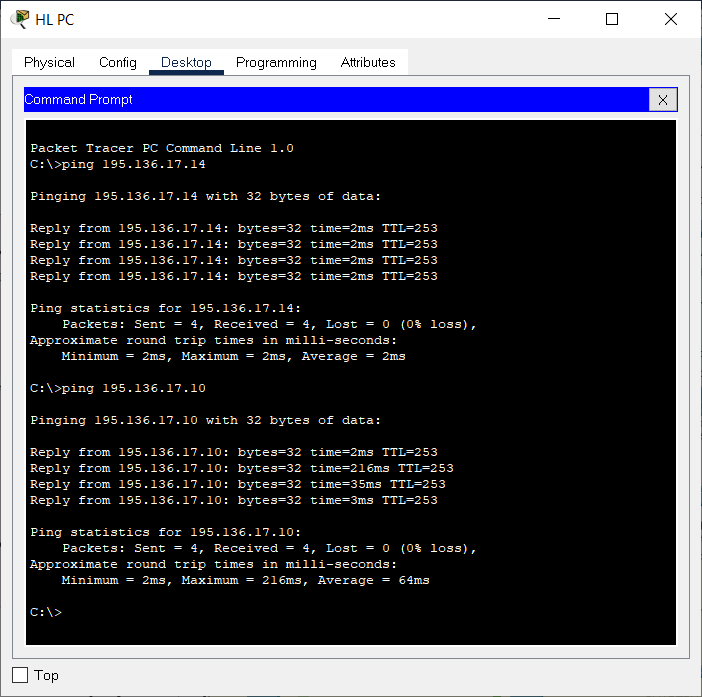 HL PC
Physical Config Desktop Programming Attributes
Command Prompt
X
Packet Tracer PC Command Line 1.0
C:\>ping 195.136.17.14
Pinging 195.136.17.14 with 32 bytes of data:
Reply from 195.136.17.14: bytes=32 time=2ms TTL=253
Reply from 195.136.17.14: bytes=32 time=2ms TTL=253
Reply from 195.136.17.14: bytes=32 time=2ms TTL=253
Reply from 195.136.17.14: bytes=32 time=2ms TTL=253
Ping statistics for 195.136.17.14:
Packets: Sent = 4, Received = 4, Lost = 0 (0% loss),
Approximate round trip times in milli-seconds:
Minimum = 2ms, Maximum = 2ms, Average = 2ms
C:\>ping 195.136.17.10
Pinging 195.136.17.10 with 32 bytes of data:
Reply from 195.136.17.10: bytes=32 time=2ms TTL=253
Reply from 195.136.17.10: bytes=32 time=216ms TTL=253
Reply from 195.136.17.10: bytes=32 time=35ms TTL=253
Reply from 195.136.17.10: bytes=32 time=3ms TTL=253
Ping statistics for 195.136.17.10:
Packets: Sent = 4, Received = 4, Lost = 0 (0% loss),
Approximate round trip times in milli-seconds:
Minimum = 2ms, Maximum = 216ms, Average = 64ms
C:\>
Top